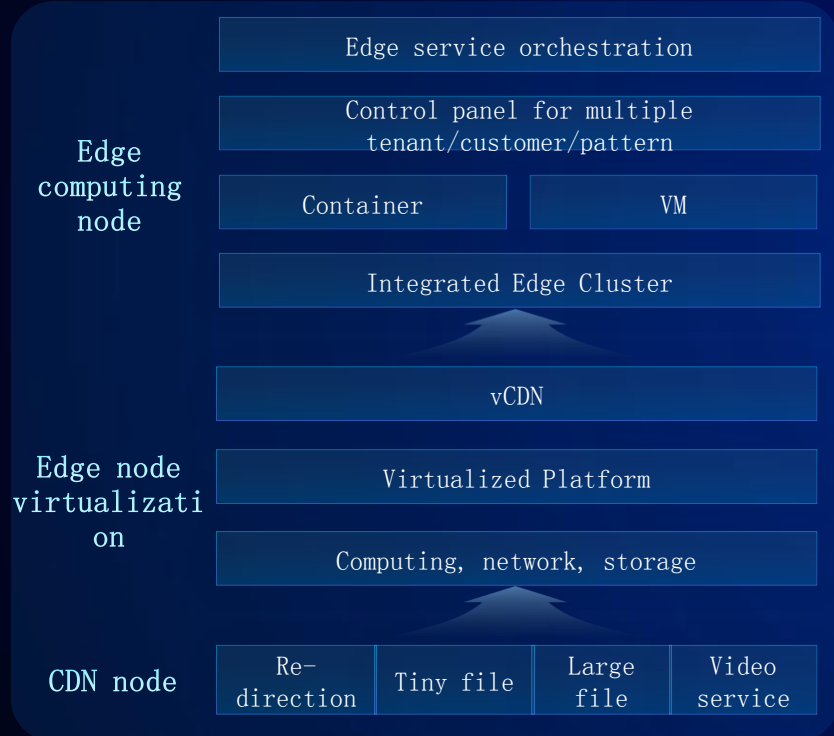 Edge service orchestration
Control panel for multiple
tenant/customer/pattern
Edge
computing
node
Container
VM
Integrated Edge Cluster
vCDN
Edge node
virtualizati
on
Virtualized Platform
Computing, network, storage
CDN node
Re-
direction
Tiny file
Large
file
Video
service